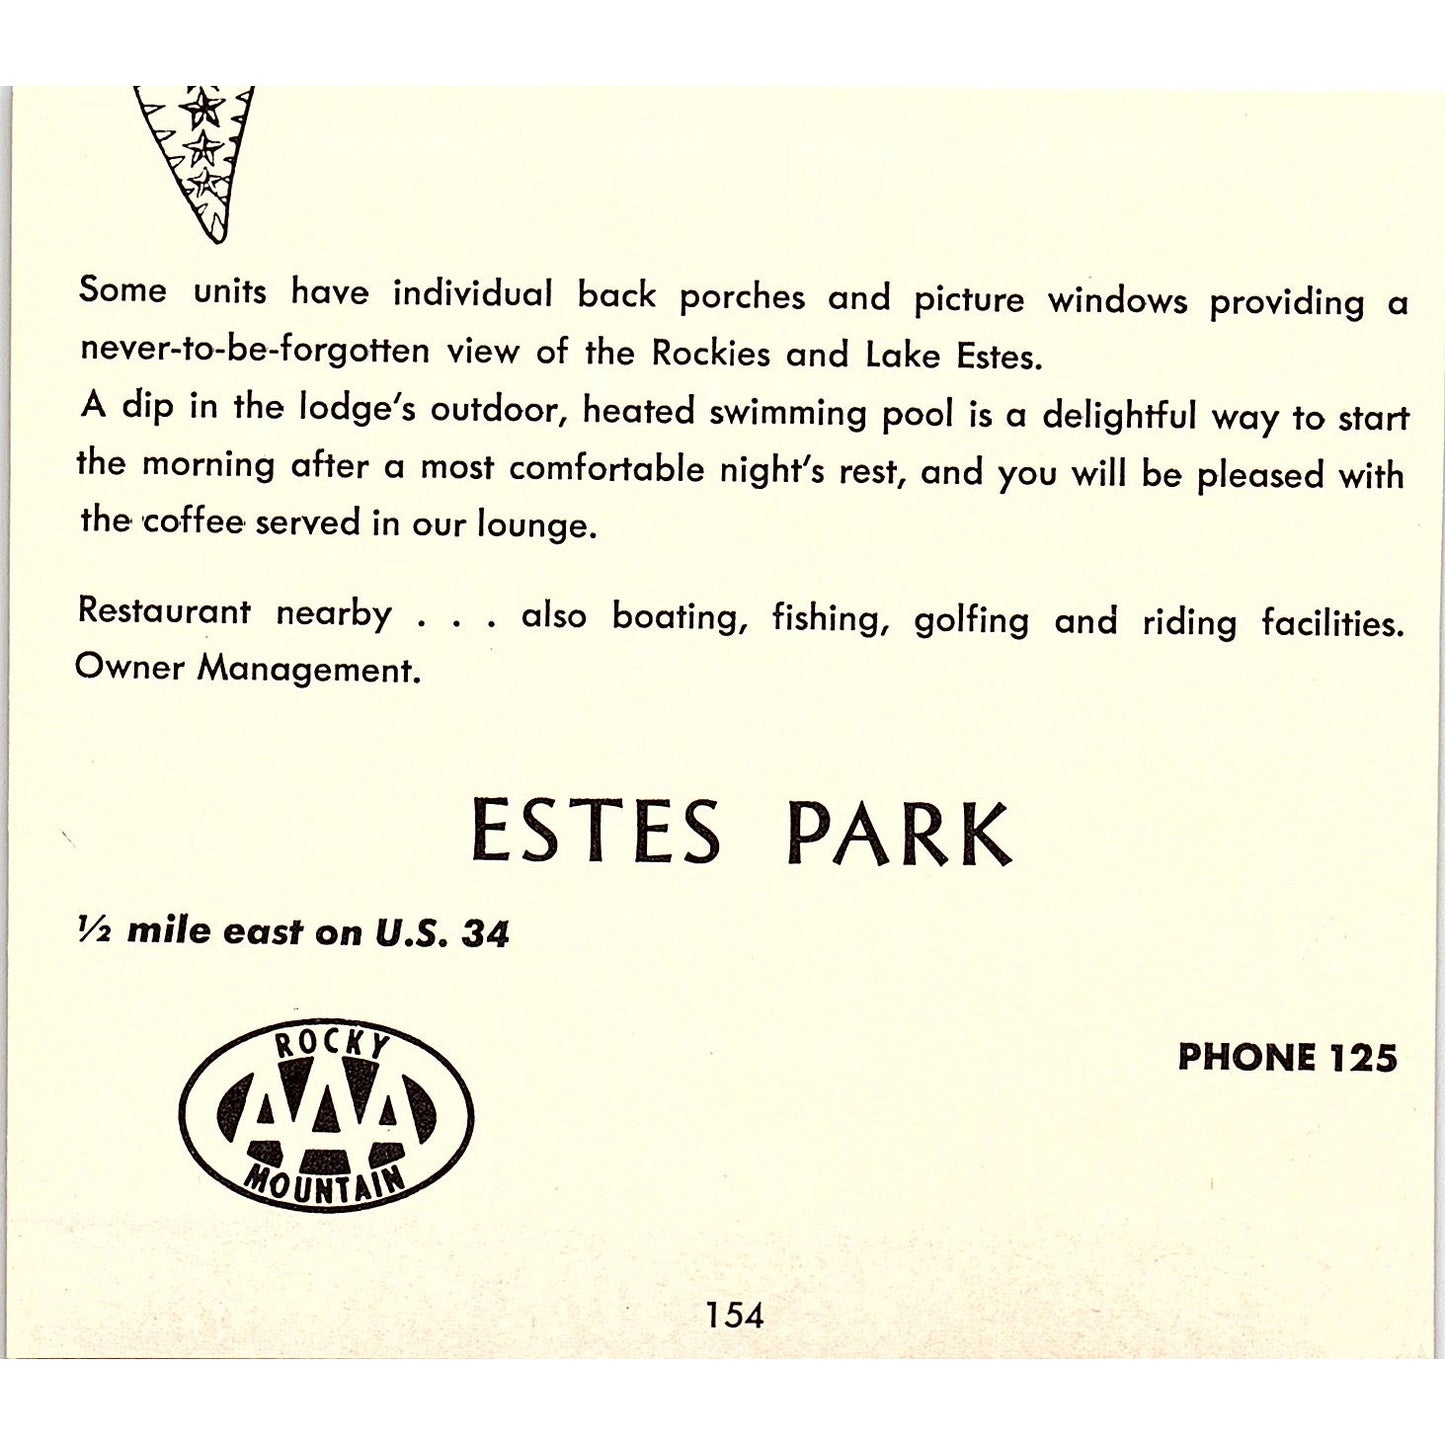 Some units have individual back porches and picture windows providing a
never-to-be-forgotten view of the Rockies and Lake Estes.
A dip in the lodge's outdoor, heated swimming pool is a delightful way to start
the morning after a most comfortable night's rest, and you will be pleased with
the coffee served in our lounge.
Restaurant nearby . . . also boating, fishing, golfing and riding facilities.
Owner Management.
ESTES PARK
½ mile east on U.S. 34
ROCKY
AAA
MOUNTAIN
PHONE 125
154